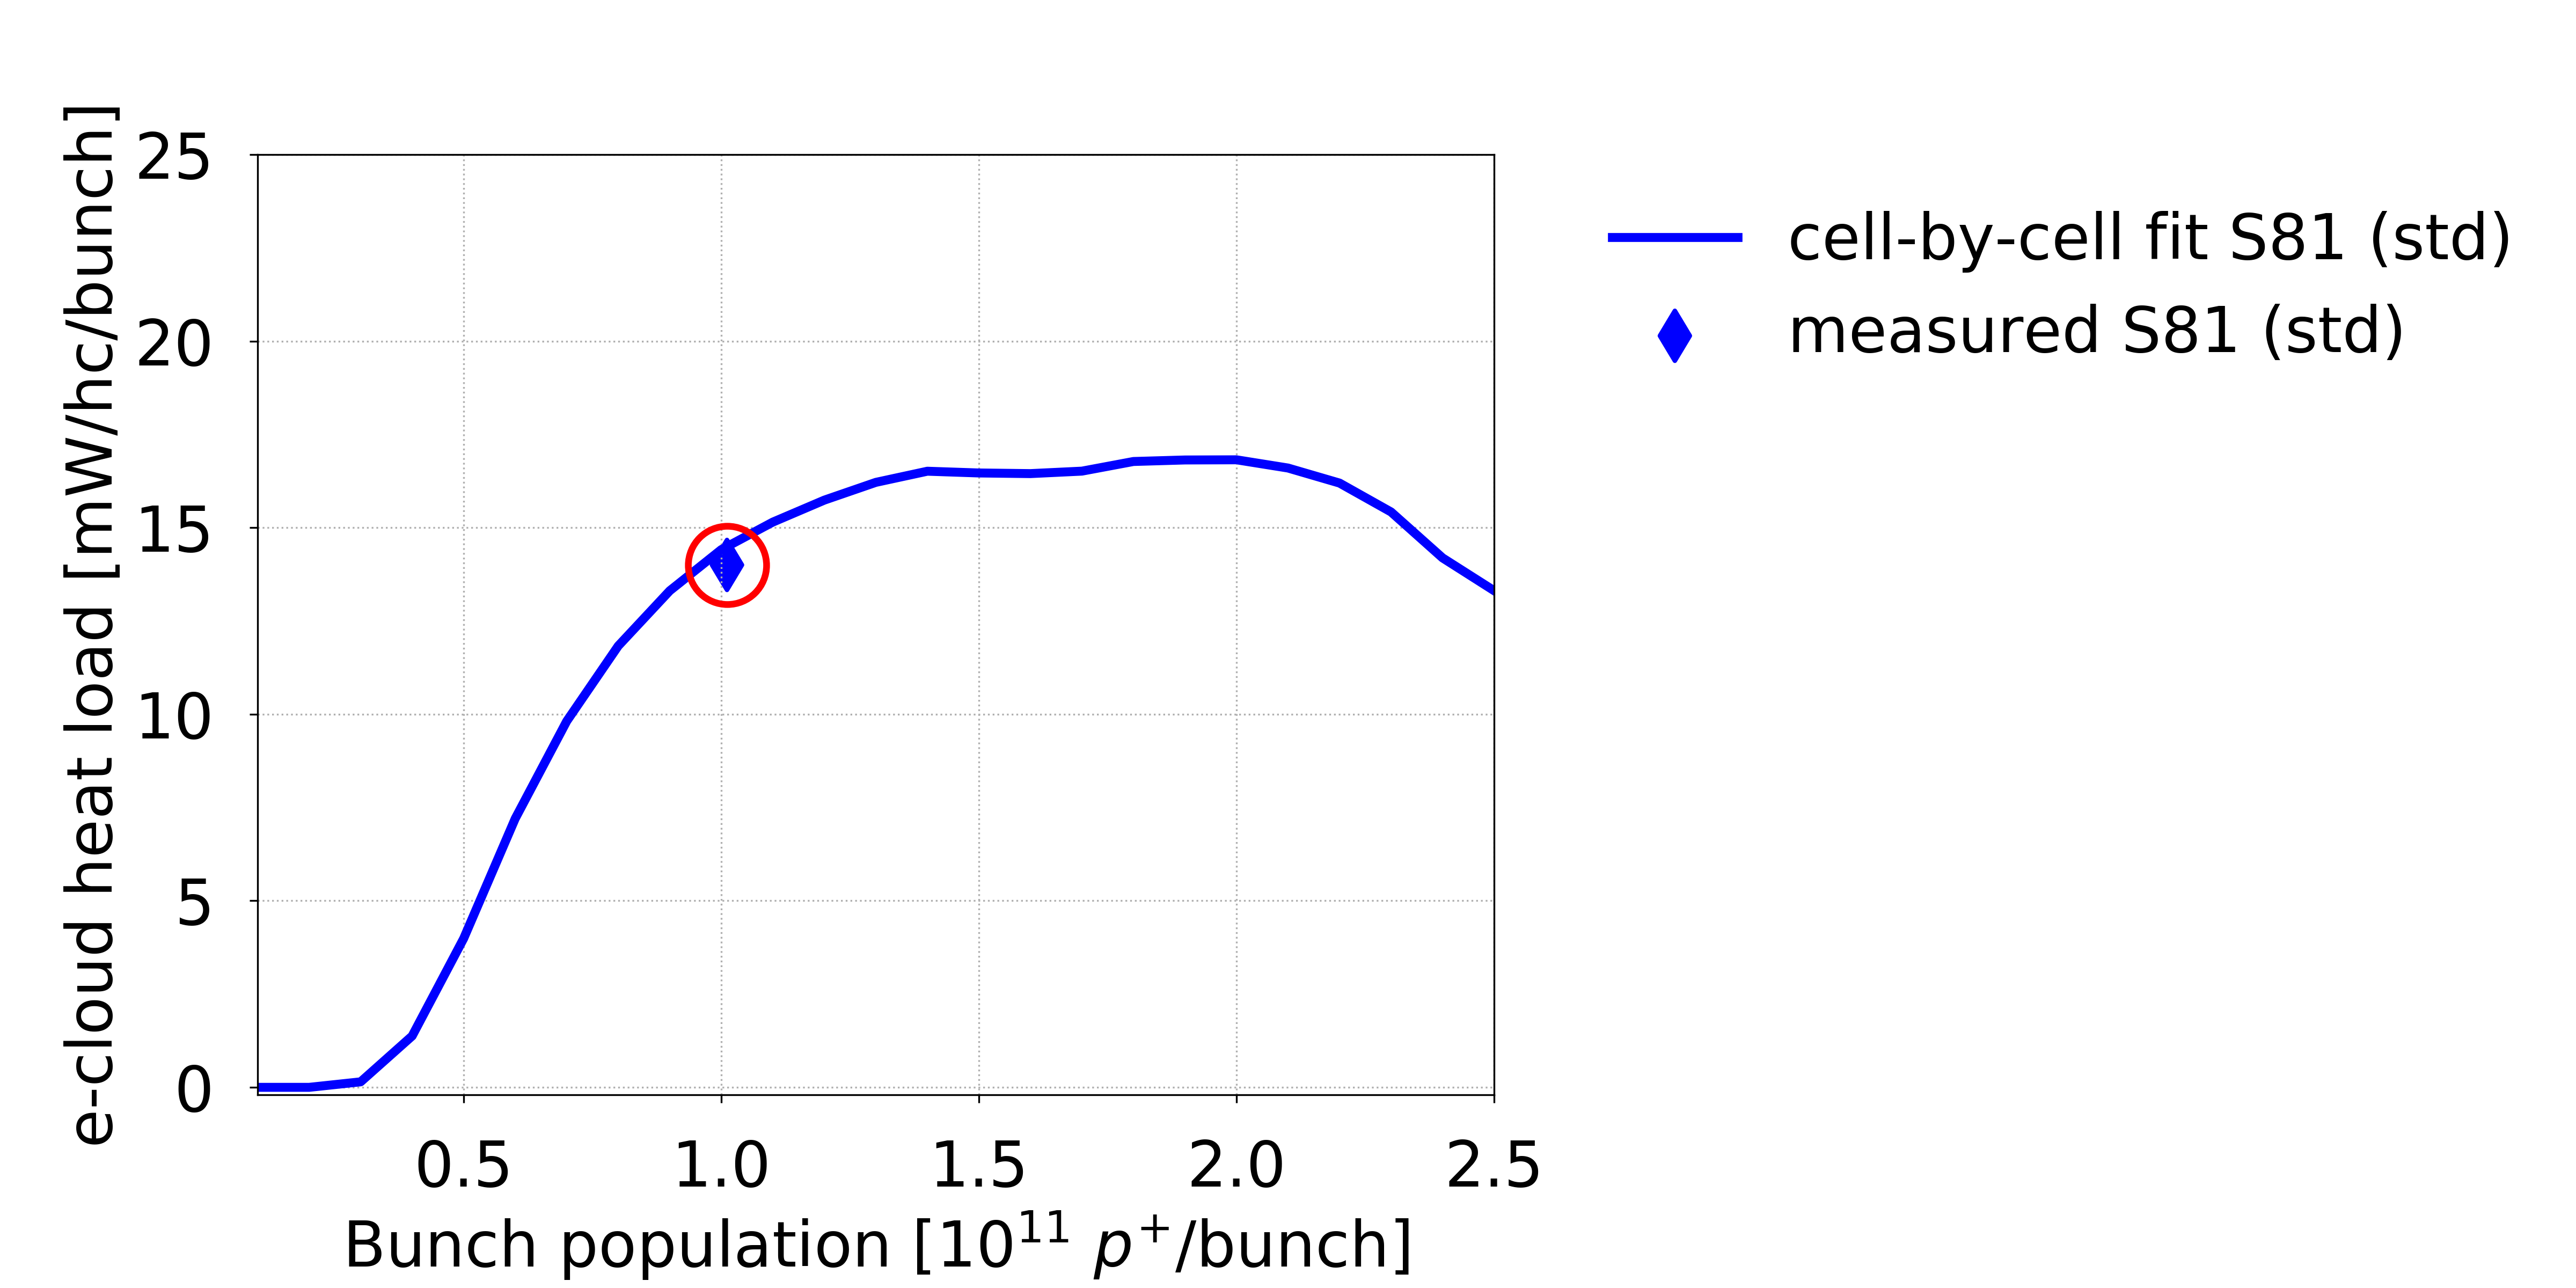 e-cloud heat load [mW/hc/bunch]
25
20
15
10
5
0
0.5 1.0 1.5 2.0 2.5
Bunch population [10¹¹ p⁺/bunch]
cell-by-cell fit S81 (std)
measured S81 (std)